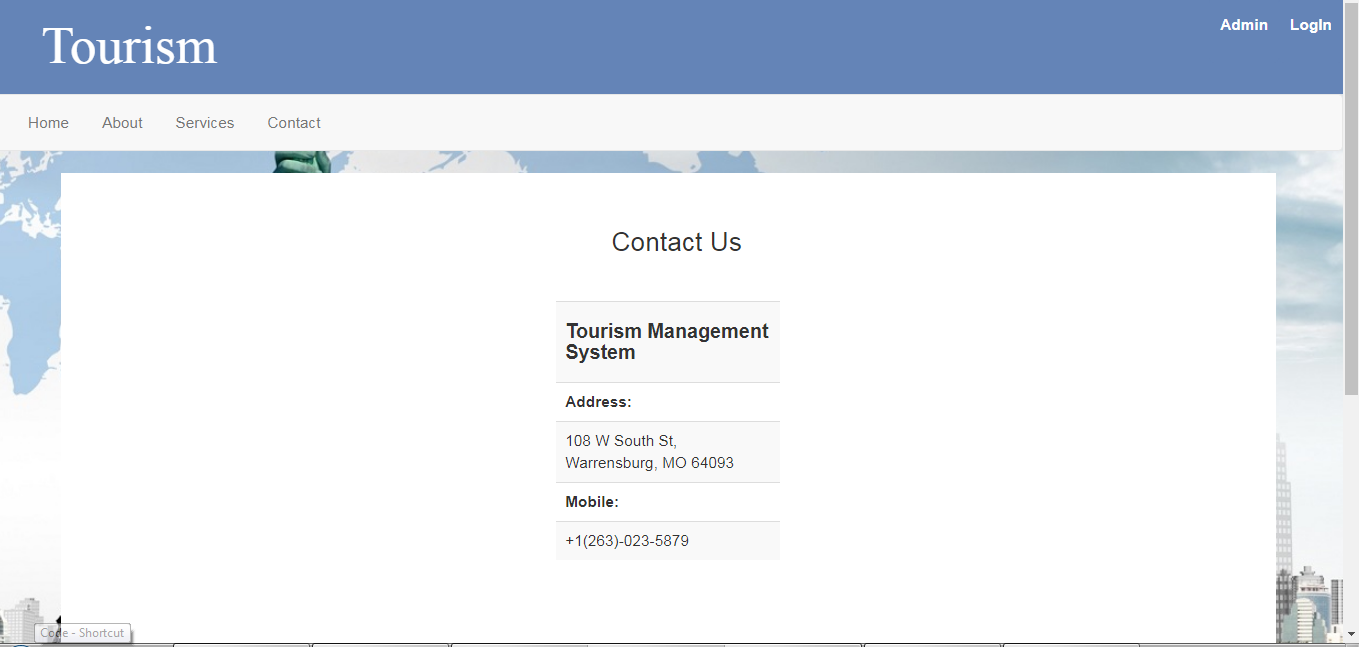 Tourism
Admin LogIn
Home About Services Contact
Contact Us
Tourism Management
System
Address:
108 W South St,
Warrensburg, MO 64093
Mobile:
+1(263)-023-5879
Code - Shortcut